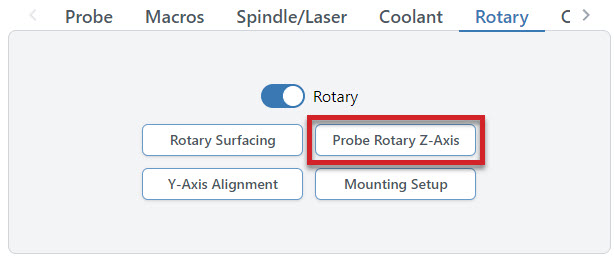 Probe Macros Spindle/Laser Coolant Rotary
Rotary
Rotary Surfacing Probe Rotary Z-Axis
Y-Axis Alignment Mounting Setup